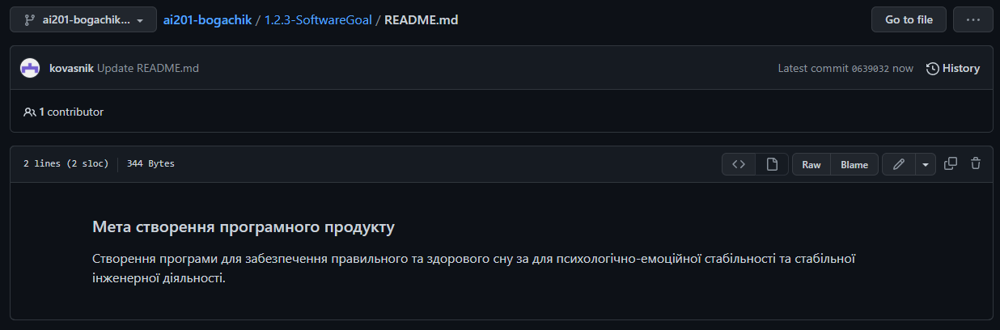 ai201-bogachik... ai201-bogachik / 1.2.3-SoftwareGoal / README.md Go to file ...
kovasnik Update README.md Latest commit 0639032 now History
1 contributor
2 lines (2 sloc) 344 Bytes Raw Blame
Мета створення програмного продукту
Створення програми для забезпечення правильного та здорового сну за для психологічно-емоційної стабільності та стабільної
інженерної діяльності.